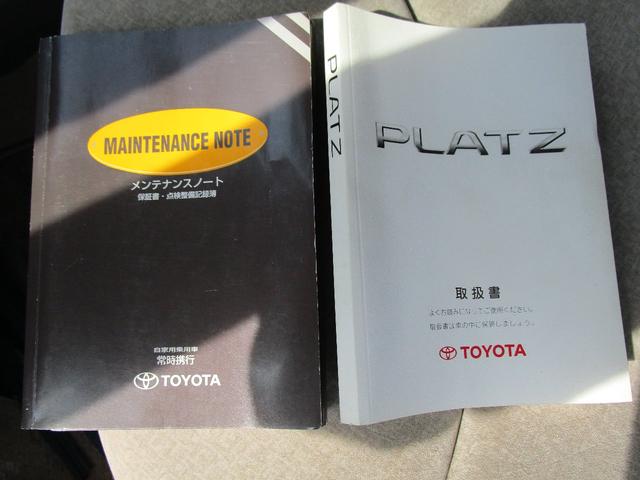 MAINTENANCE NOTE
メンテナンスノート
保証書・点検整備記録簿
自家用乗用車
常時携行
TOYOTA
PLATZ
PLATZ
取扱書
よくお読みになってご使用ください。
取扱書は車の中に保管しましょう。
TOYOTA